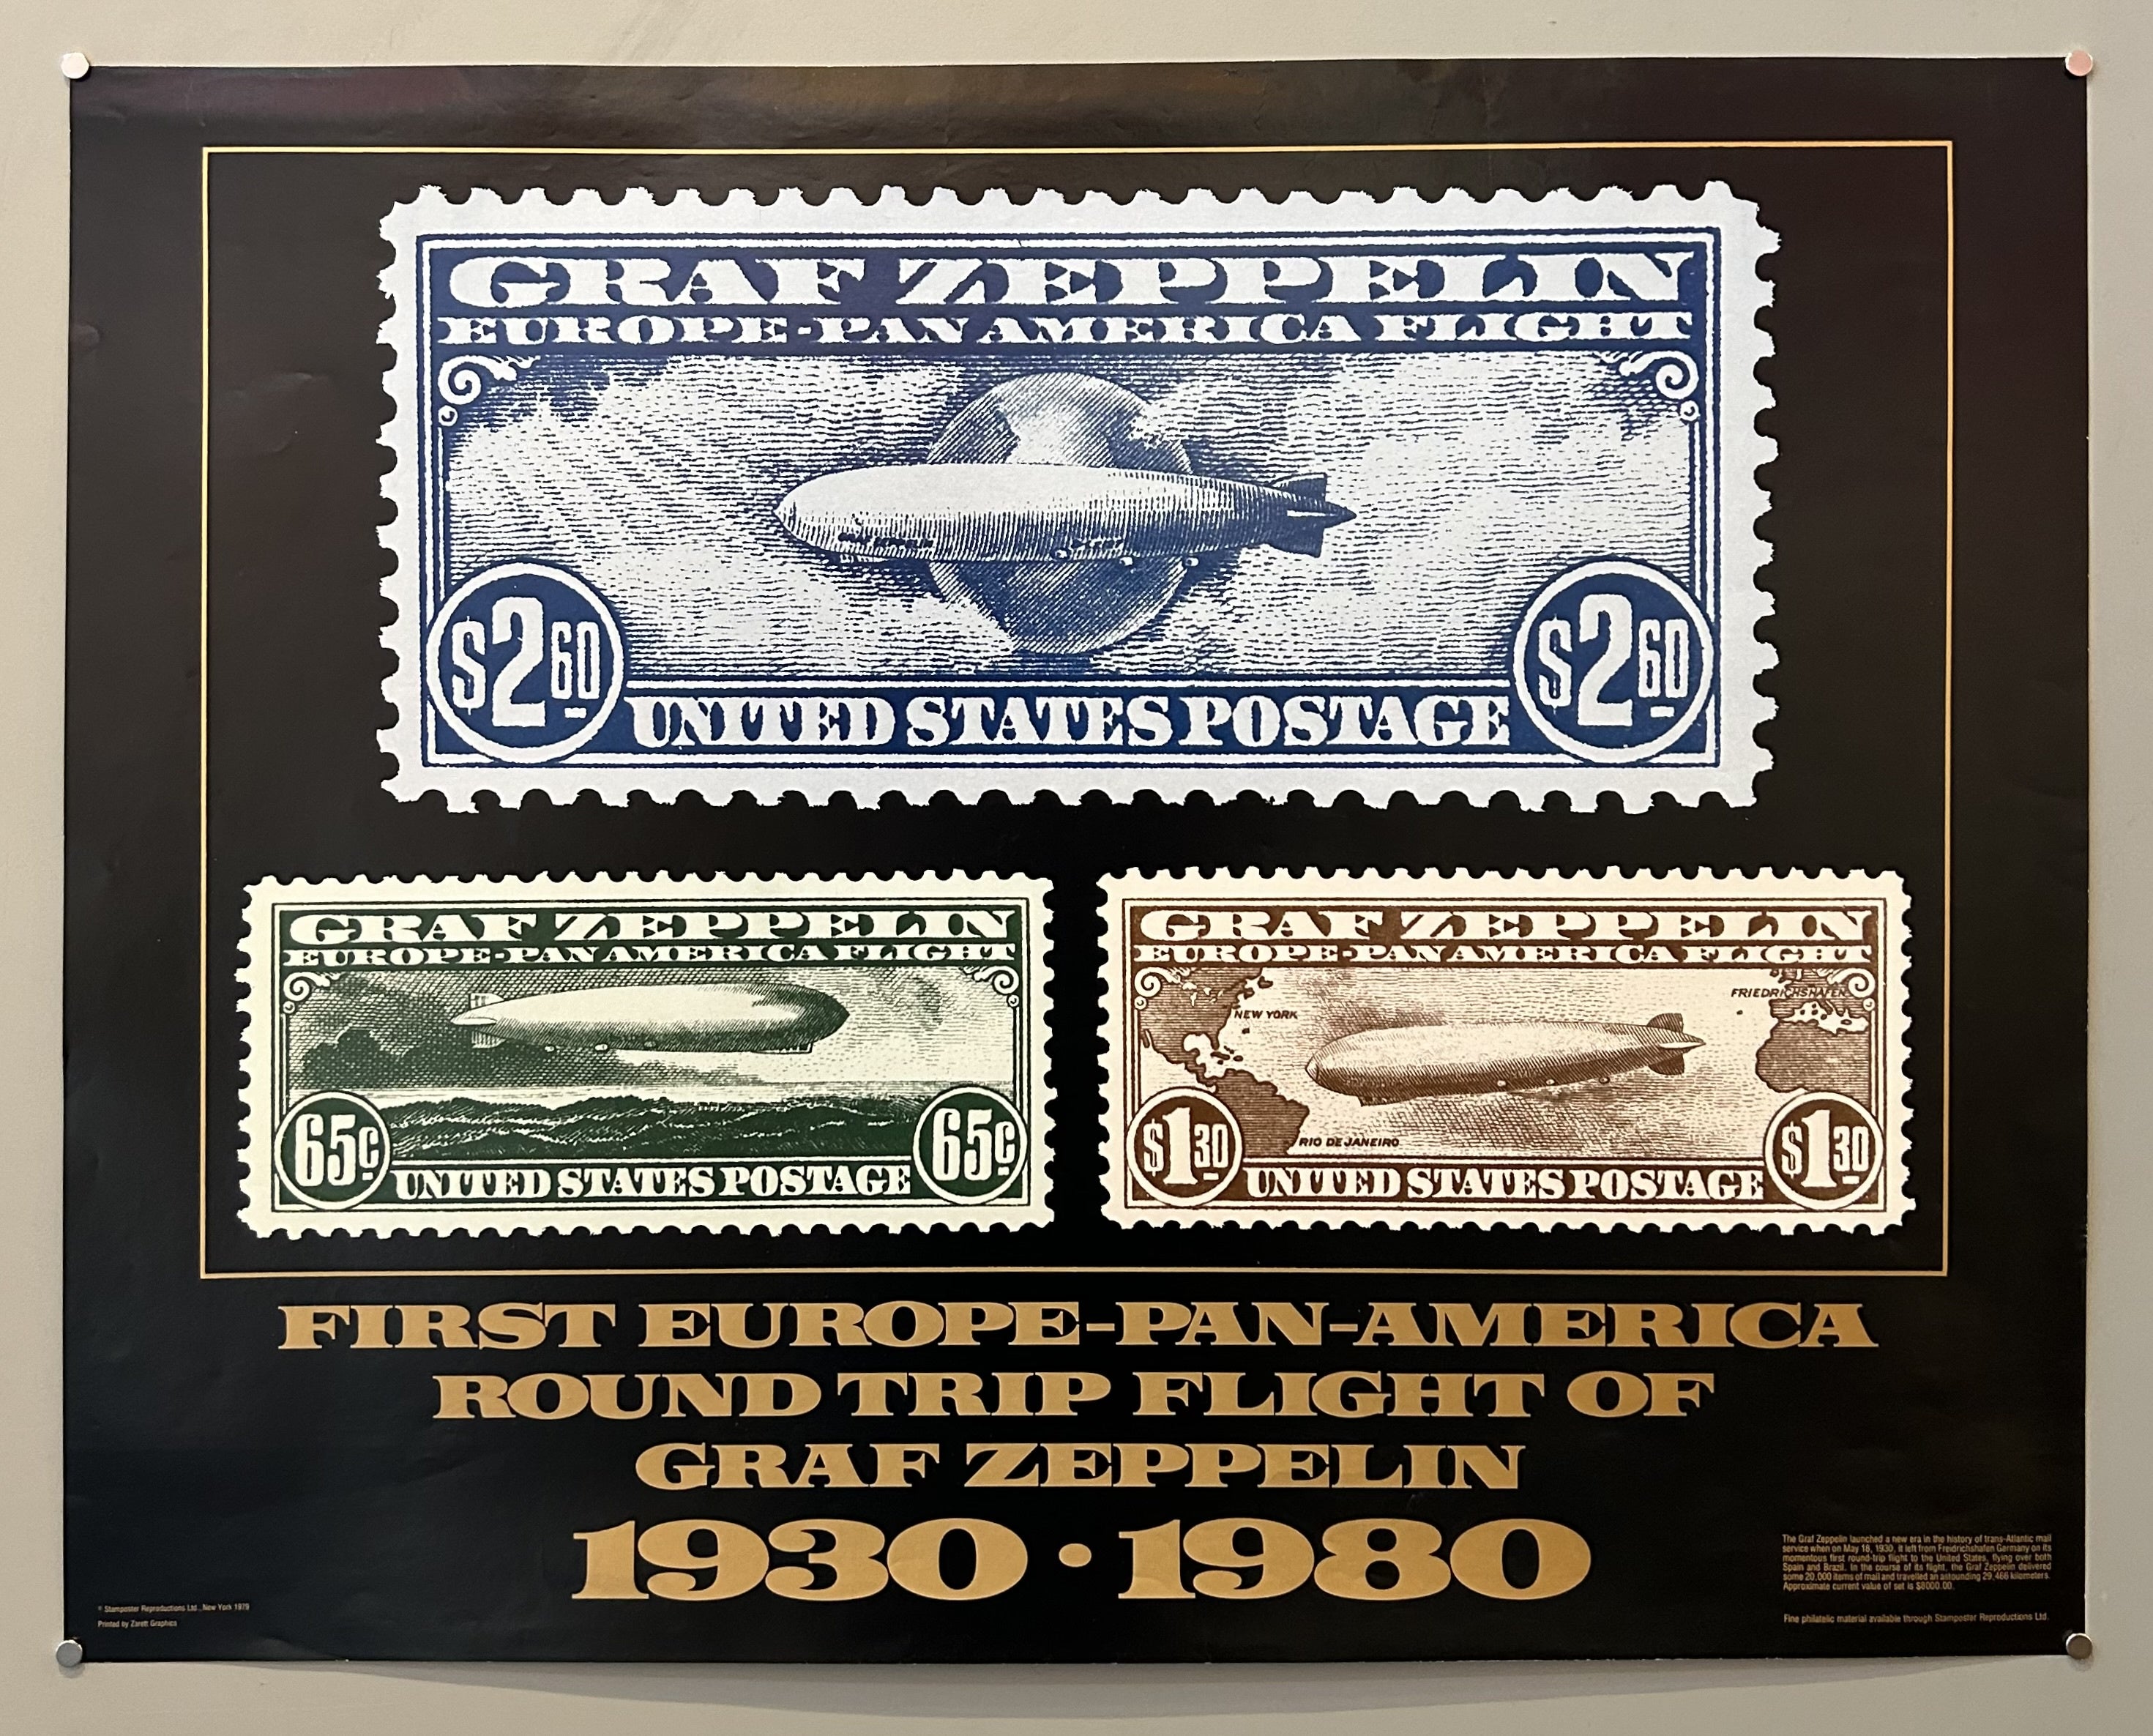 GRAF ZEPPELIN
EUROPE-PAN AMERICA FLIGHT
$2.60
$2.60
UNITED STATES POSTAGE
GRAF ZEPPELIN
EUROPE-PAN AMERICA FLIGHT
65c
65c
UNITED STATES POSTAGE
GRAF ZEPPELIN
EUROPE-PAN AMERICA FLIGHT
FRIEDRICHSHAFEN
NEW YORK
RIO DE JANEIRO
$1.30
$1.30
UNITED STATES POSTAGE
FIRST EUROPE-PAN-AMERICA
ROUND TRIP FLIGHT OF
GRAF ZEPPELIN
1930 • 1980
© Stamposter Reproductions Ltd., New York 1979
Printed by Zarett Graphics
The Graf Zeppelin launched a new era in the history of trans-Atlantic mail
service when on May 18, 1930, it left from Freidrichshafen Germany on its
momentous first round-trip flight to the United States, flying over both
Spain and Brazil. In the course of its flight, the Graf Zeppelin delivered
some 20,000 items of mail and travelled an astounding 29,466 kilometers.
Approximate current value of set is $8000.00.
Fine philatelic material available through Stamposter Reproductions Ltd.